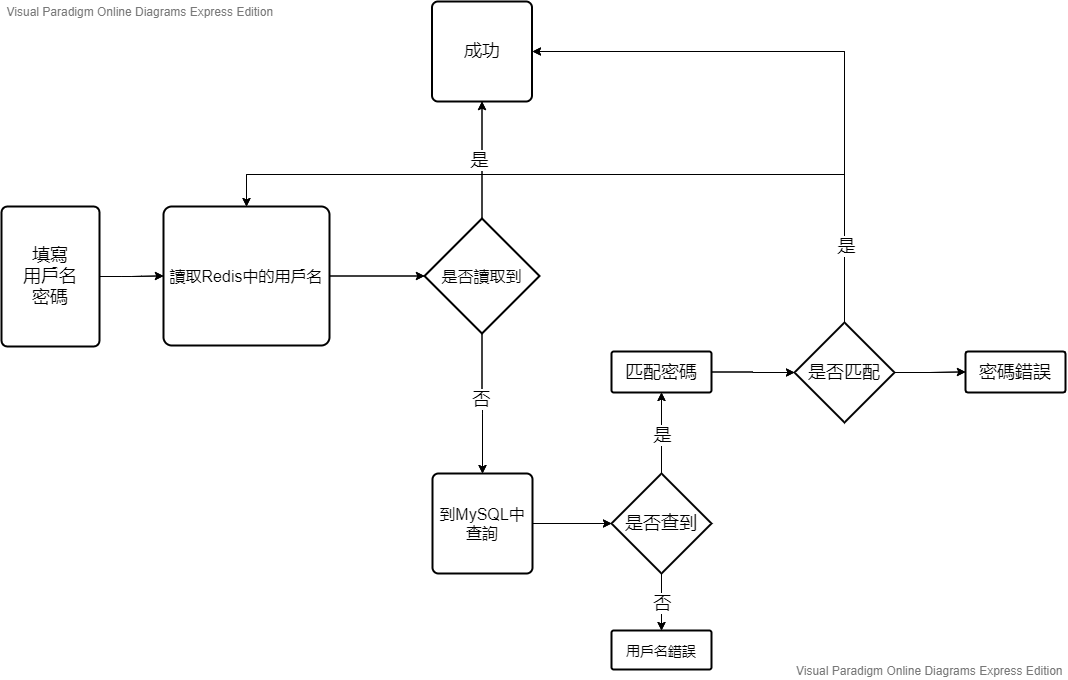 Visual Paradigm Online Diagrams Express Edition
成功
是
填寫
用戶名
密碼
讀取Redis中的用戶名
是否讀取到
是
否
匹配密碼
是否匹配
密碼錯誤
是
到MySQL中
查詢
是否查到
否
用戶名錯誤
Visual Paradigm Online Diagrams Express Edition